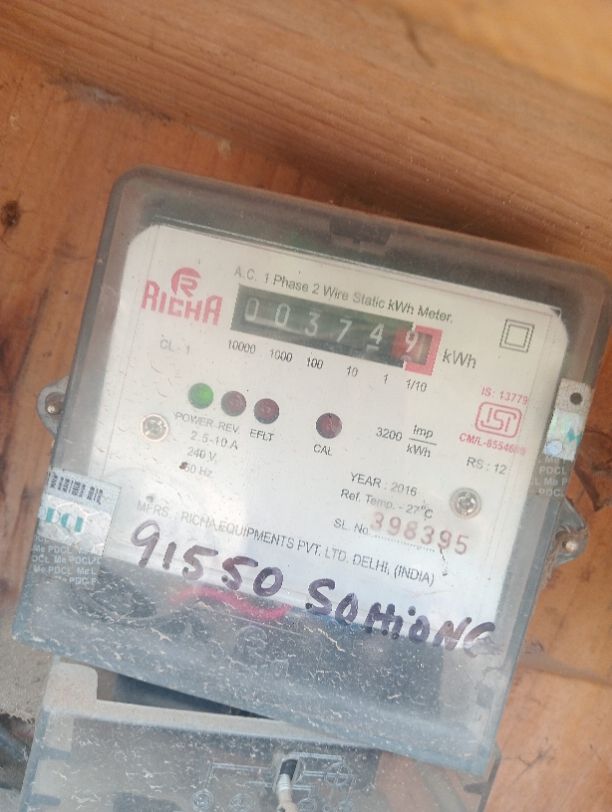 A.C. 1 Phase 2 Wire Static kWh Meter.
RICHA
003749 kWh
CL - 1
10000 1000 100 10 1 1/10
IS: 13779
ISI
CM/L-
RS : 12
POWER REV. EFLT
CAL
3200 imp/kWh
2.5-10 A
240 V
50 Hz
YEAR : 2016
Ref. Temp. - 27°C
SL. No. 398395
MFRS. : RICHA EQUIPMENTS PVT. LTD. DELHI, (INDIA)
91550 SOHIONG